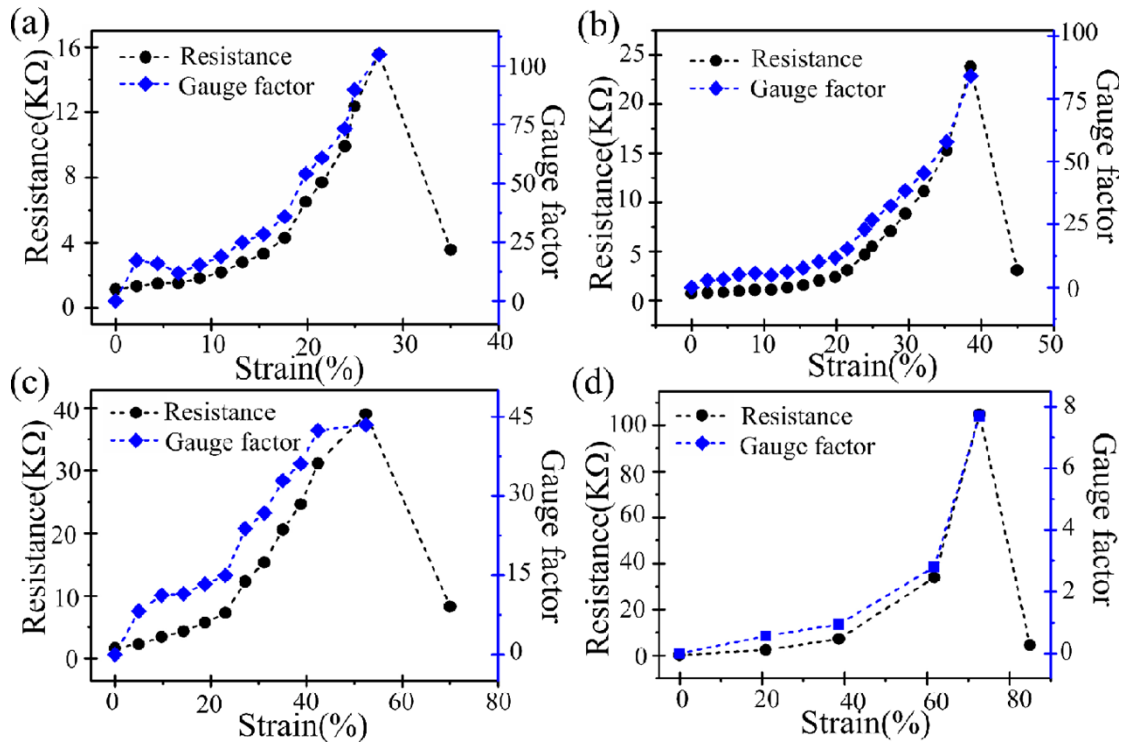 (a)
Resistance
Gauge factor
Resistance(KΩ)
16
12
8
4
0
100
75
50
25
0
Gauge factor
0 10 20 30 40
Strain(%)
(b)
Resistance
Gauge factor
Resistance(KΩ)
25
20
15
10
5
0
100
75
50
25
0
Gauge factor
0 10 20 30 40 50
Strain(%)
(c)
Resistance
Gauge factor
Resistance(KΩ)
40
30
20
10
0
45
30
15
0
Gauge factor
0 20 40 60 80
Strain(%)
(d)
Resistance
Gauge factor
Resistance(KΩ)
100
80
60
40
20
0
8
6
4
2
0
Gauge factor
0 20 40 60 80
Strain(%)